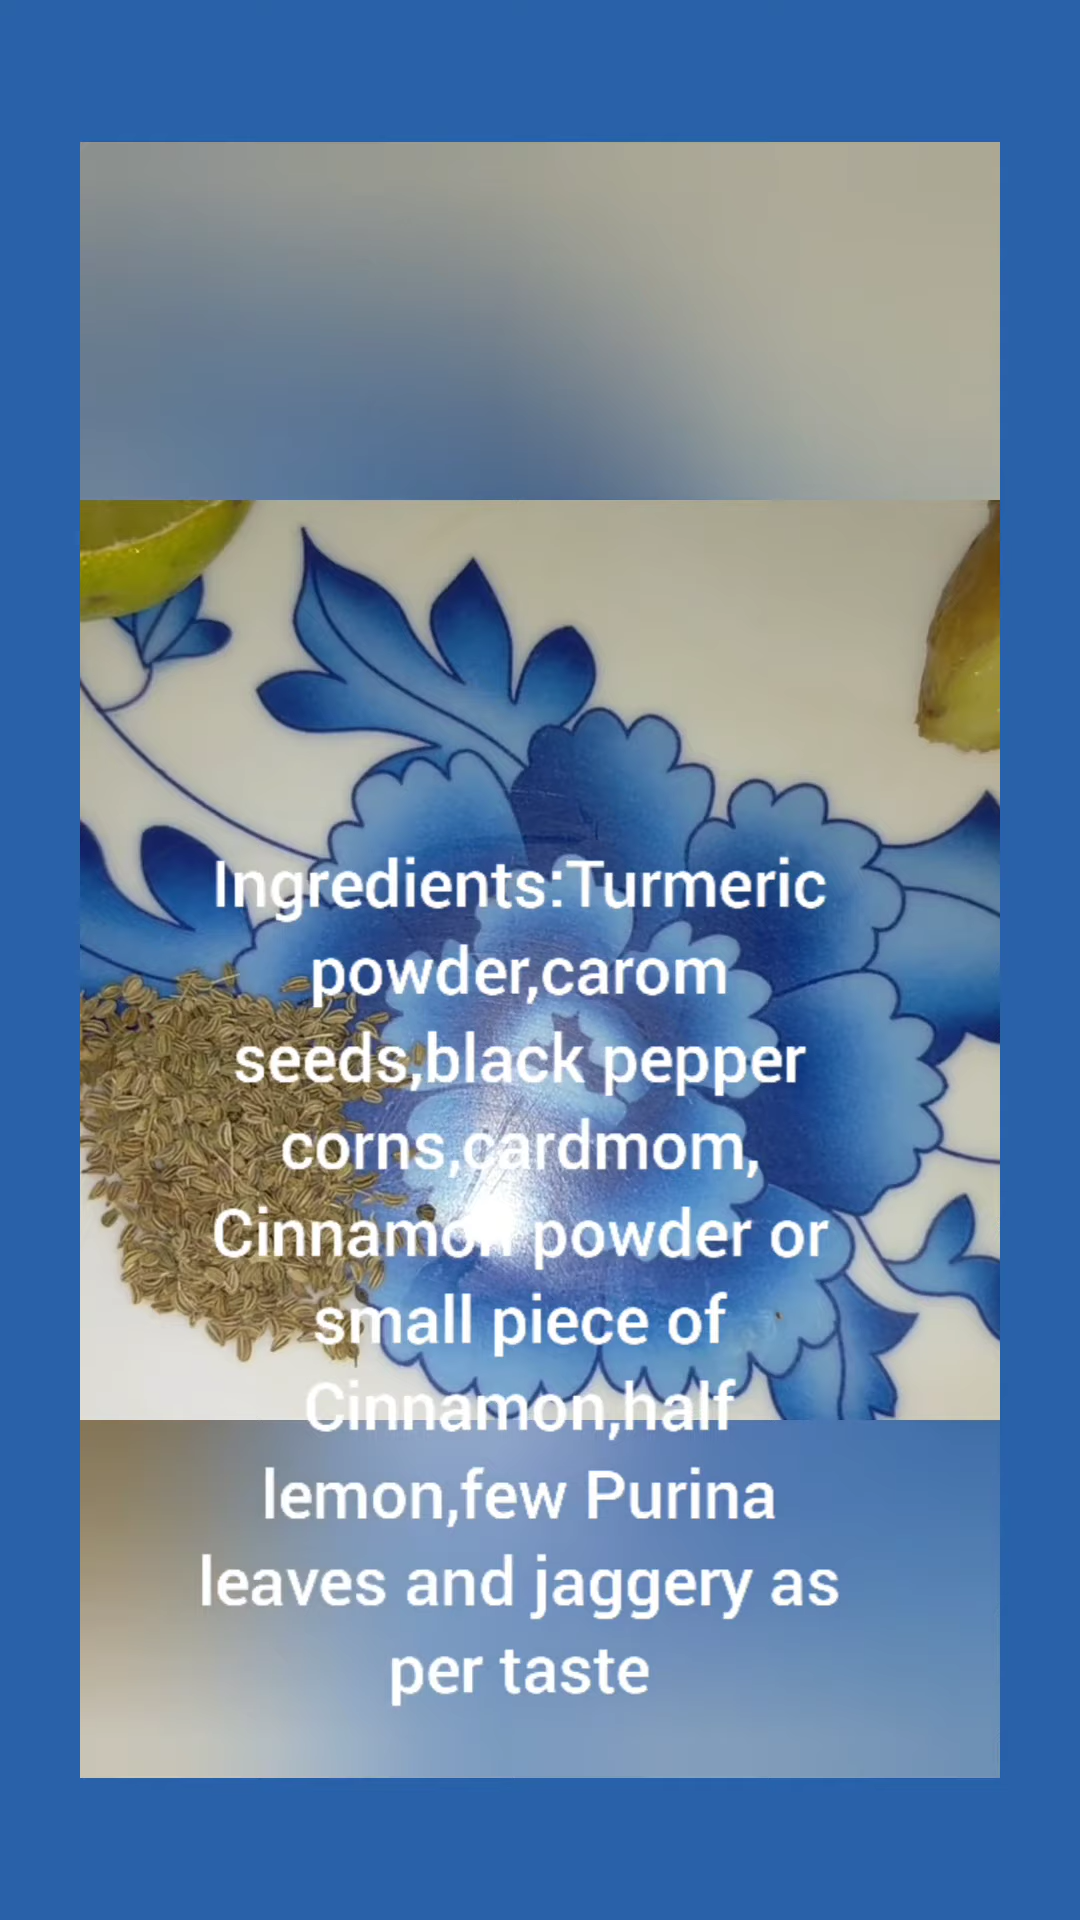 Ingredients:Turmeric
powder,carom
seeds,black pepper
corns,cardmom,
Cinnamon powder or
small piece of
Cinnamon,half
lemon,few Purina
leaves and jaggery as
per taste